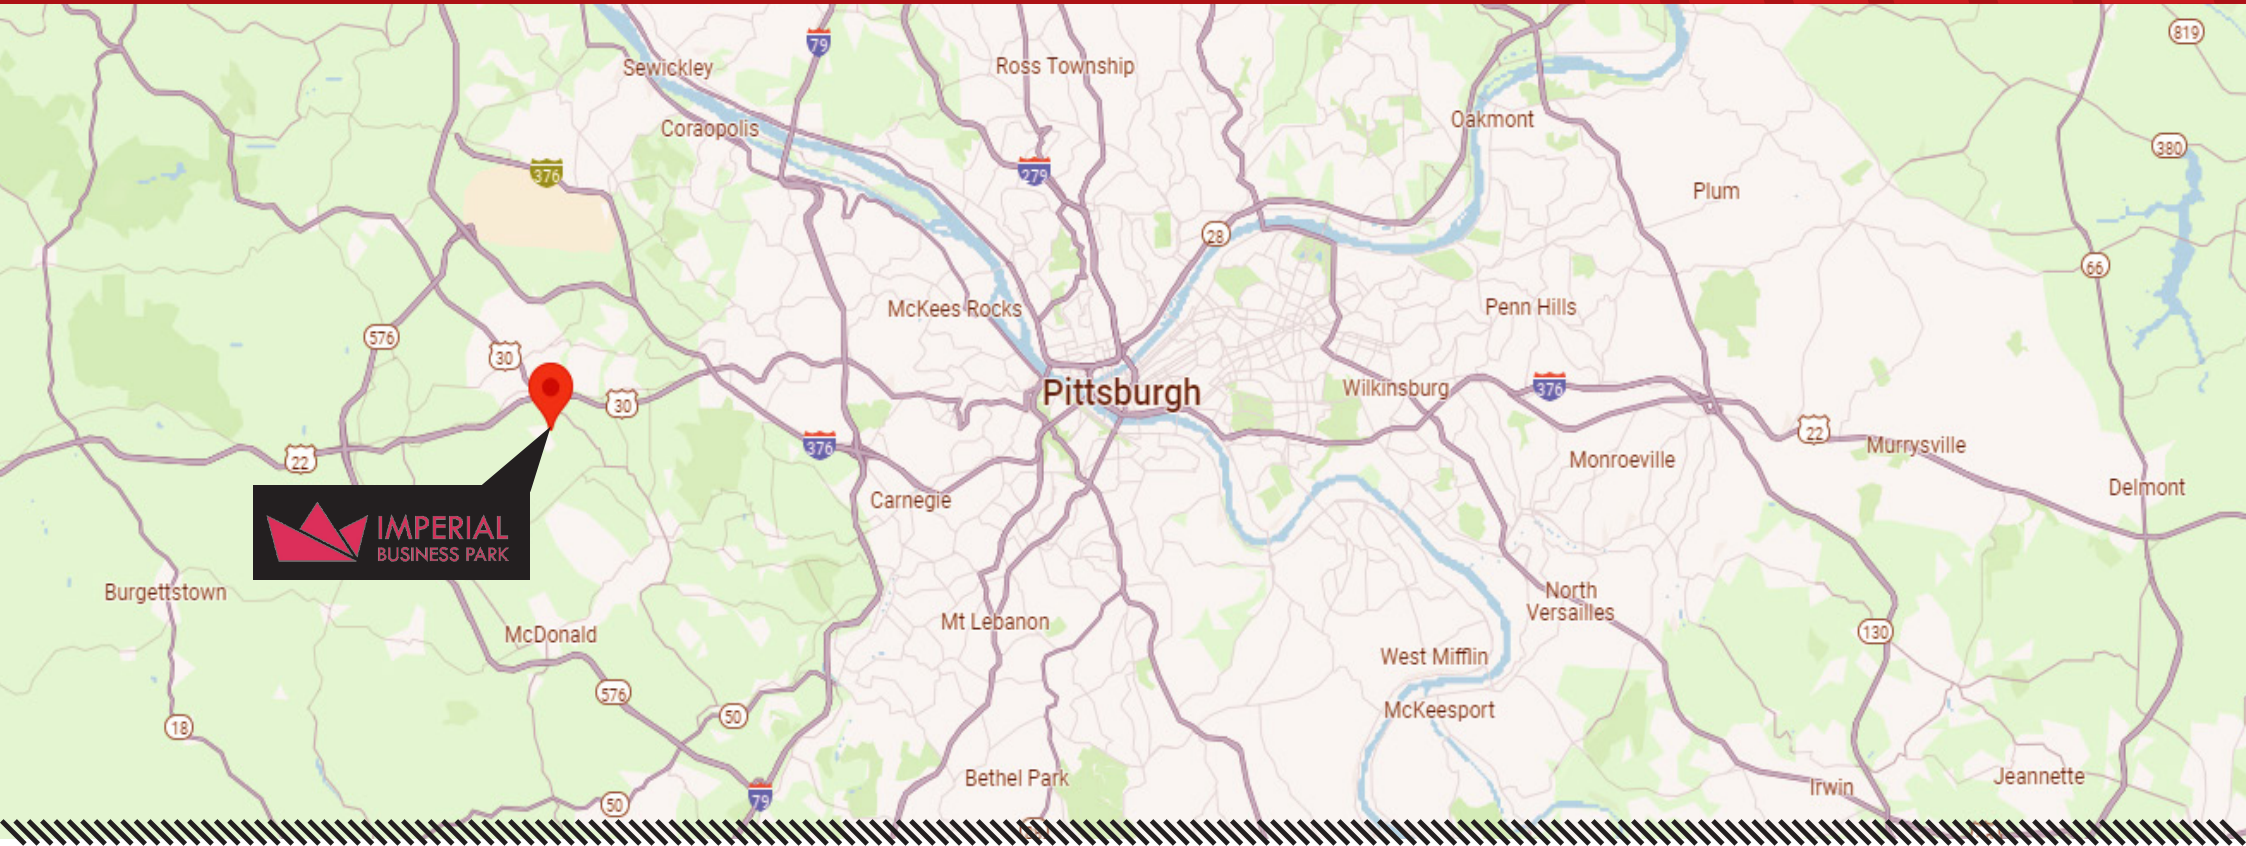 79
819
Sewickley
Ross Township
Coraopolis
Oakmont
380
376
279
Plum
28
66
McKees Rocks
Penn Hills
576
30
30
Pittsburgh
Wilkinsburg
376
22
376
22
Murrysville
Monroeville
Carnegie
Delmont
IMPERIAL
BUSINESS PARK
Burgettstown
North
Versailles
Mt Lebanon
McDonald
130
West Mifflin
576
50
McKeesport
18
Bethel Park
Jeannette
Irwin
79
50